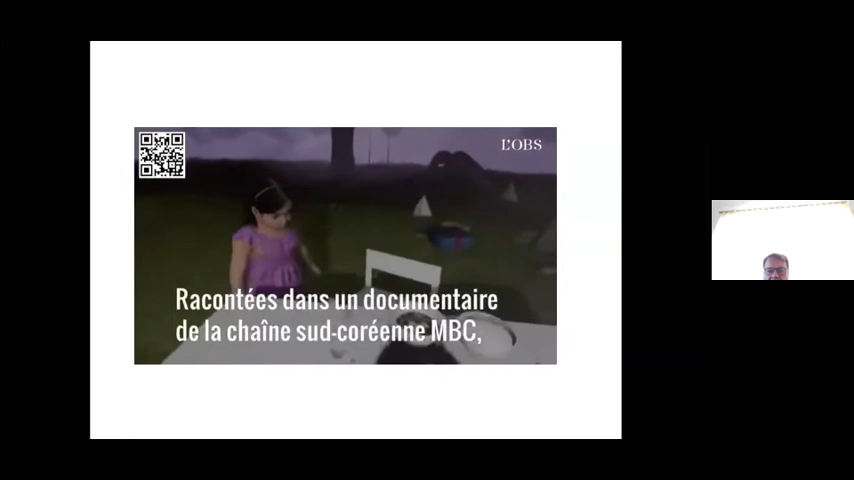 L'OBS
Racontées dans un documentaire
de la chaîne sud-coréenne MBC,